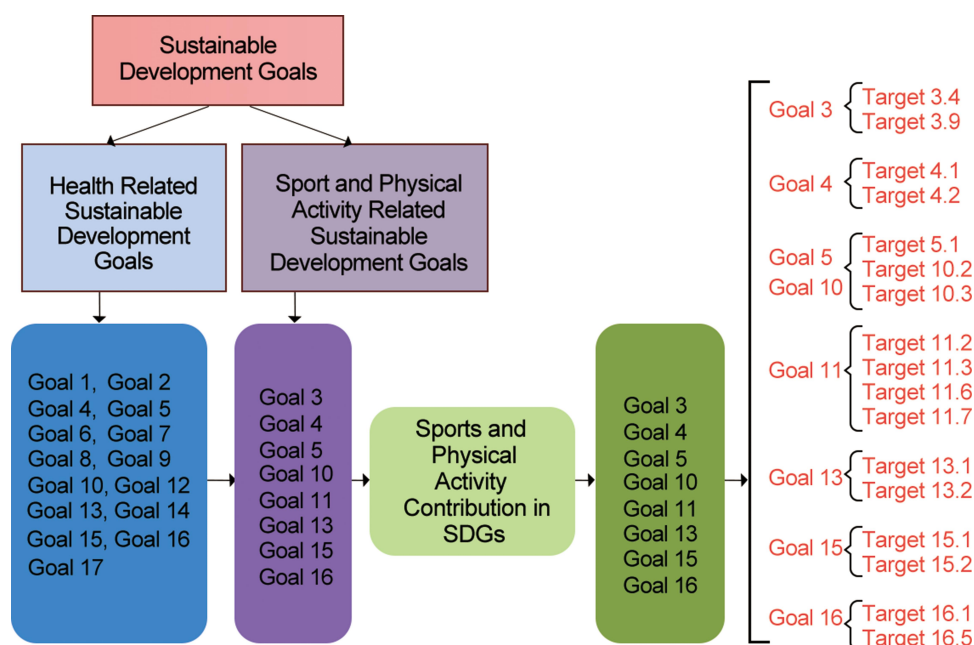 Sustainable
Development Goals
Health Related
Sustainable
Development
Goals
Sport and Physical
Activity Related
Sustainable
Development Goals
Goal 1, Goal 2
Goal 4, Goal 5
Goal 6, Goal 7
Goal 8, Goal 9
Goal 10, Goal 12
Goal 13, Goal 14
Goal 15, Goal 16
Goal 17
Goal 3
Goal 4
Goal 5
Goal 10
Goal 11
Goal 13
Goal 15
Goal 16
Sports and
Physical
Activity
Contribution in
SDGs
Goal 3
Goal 4
Goal 5
Goal 10
Goal 11
Goal 13
Goal 15
Goal 16
Goal 3
Target 3.4
Target 3.9
Goal 4
Target 4.1
Target 4.2
Goal 5
Goal 10
Target 5.1
Target 10.2
Target 10.3
Goal 11
Target 11.2
Target 11.3
Target 11.6
Target 11.7
Goal 13
Target 13.1
Target 13.2
Goal 15
Target 15.1
Target 15.2
Goal 16
Target 16.1
Target 16.5